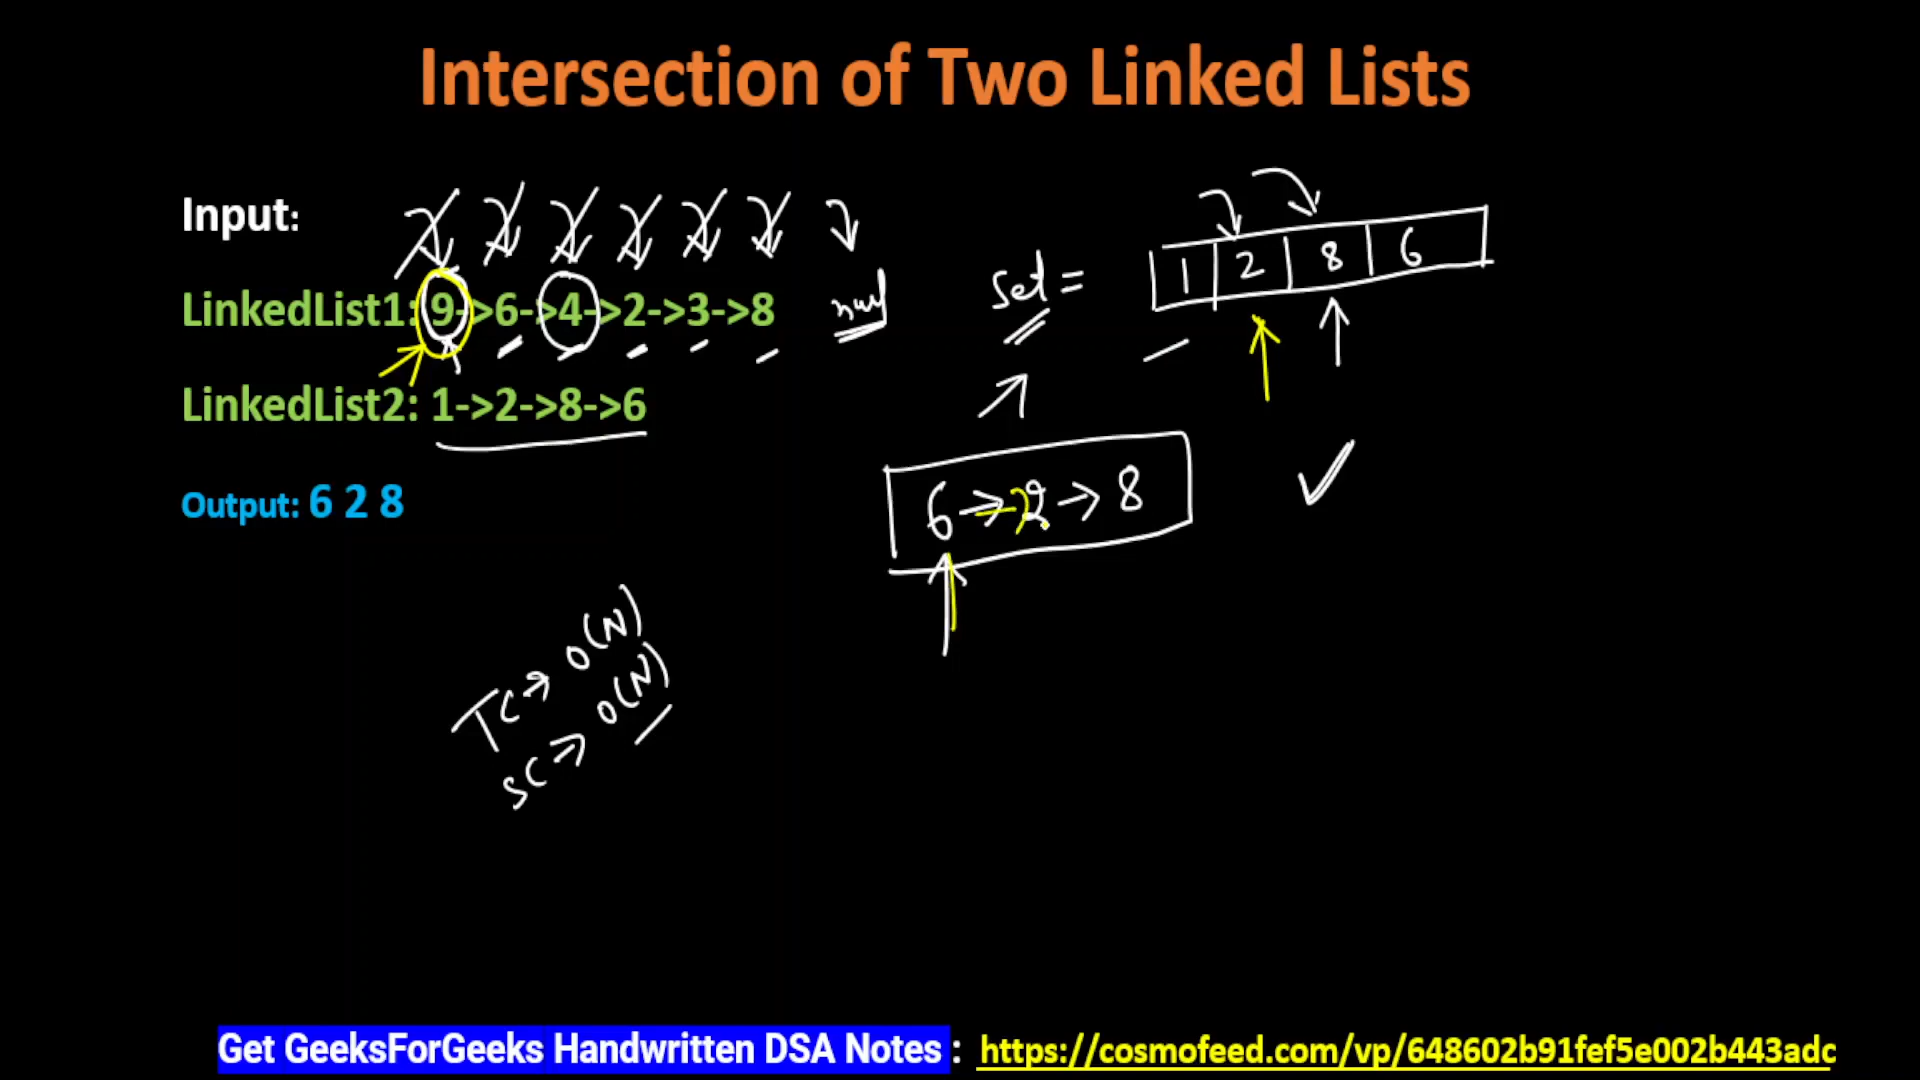 Intersection of Two Linked Lists
Input:
LinkedList1: 9->6->4->2->3->8 null
LinkedList2: 1->2->8->6
Output: 6 2 8
Set = 1 2 8 6
6 → 2 → 8
TC → O(N)
SC → O(N)
Get GeeksForGeeks Handwritten DSA Notes : https://cosmofeed.com/vp/648602b91fef5e002b443adc